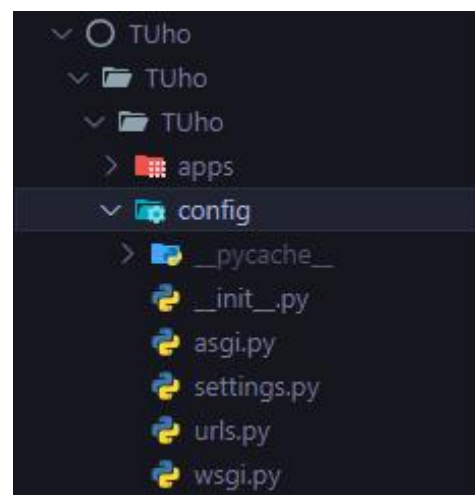 TUho
TUho
TUho
apps
config
__pycache__
__init__.py
asgi.py
settings.py
urls.py
wsgi.py